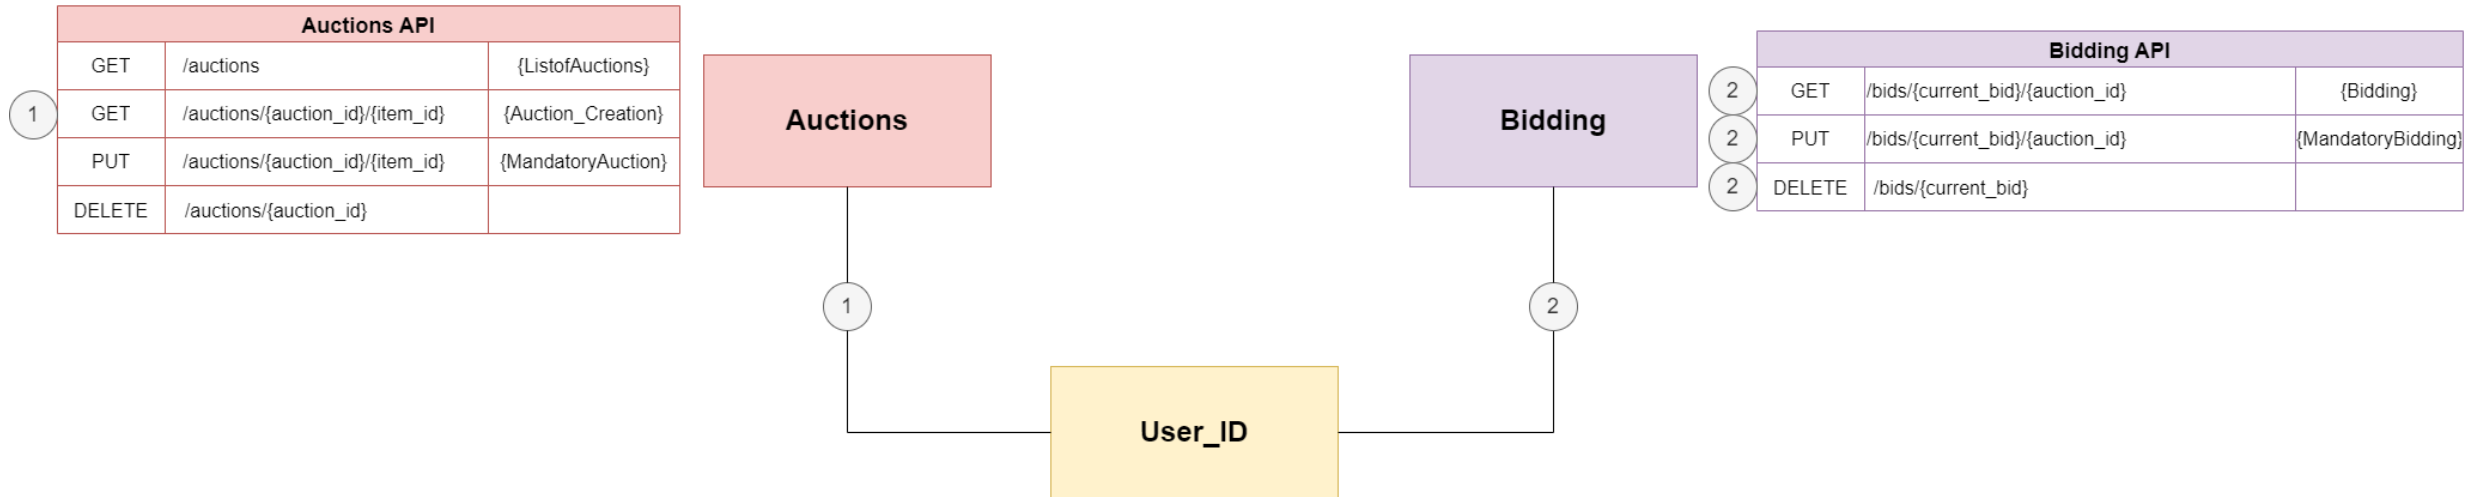 Auctions API
GET /auctions {ListofAuctions}
1 GET /auctions/{auction_id}/{item_id} {Auction_Creation}
PUT /auctions/{auction_id}/{item_id} {MandatoryAuction}
DELETE /auctions/{auction_id}
Auctions
Bidding
Bidding API
2 GET /bids/{current_bid}/{auction_id} {Bidding}
2 PUT /bids/{current_bid}/{auction_id} {MandatoryBidding}
2 DELETE /bids/{current_bid}
1
2
User_ID